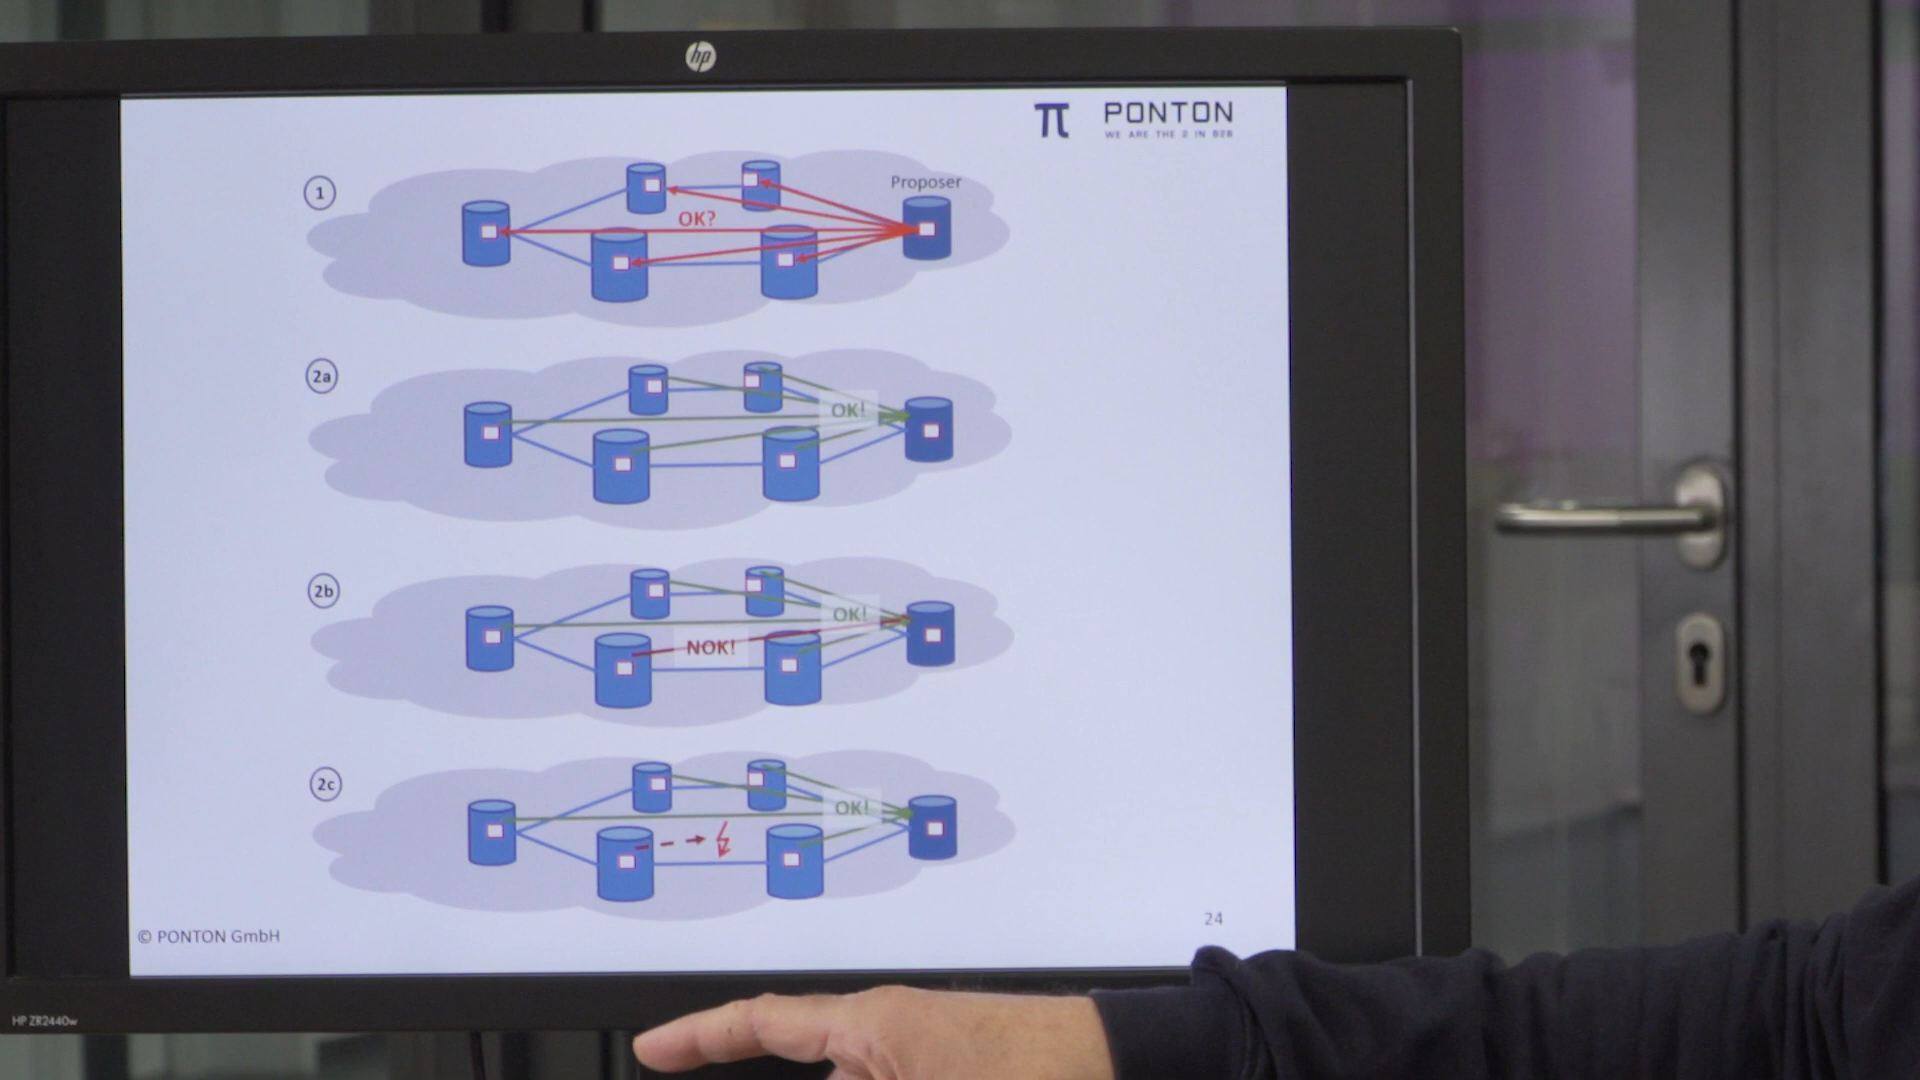 hp
π PONTON
WE ARE THE 2 IN B2B
1
Proposer
OK?
2a
OK!
2b
OK!
NOK!
2c
OK!
24
© PONTON GmbH
HP ZR2440w